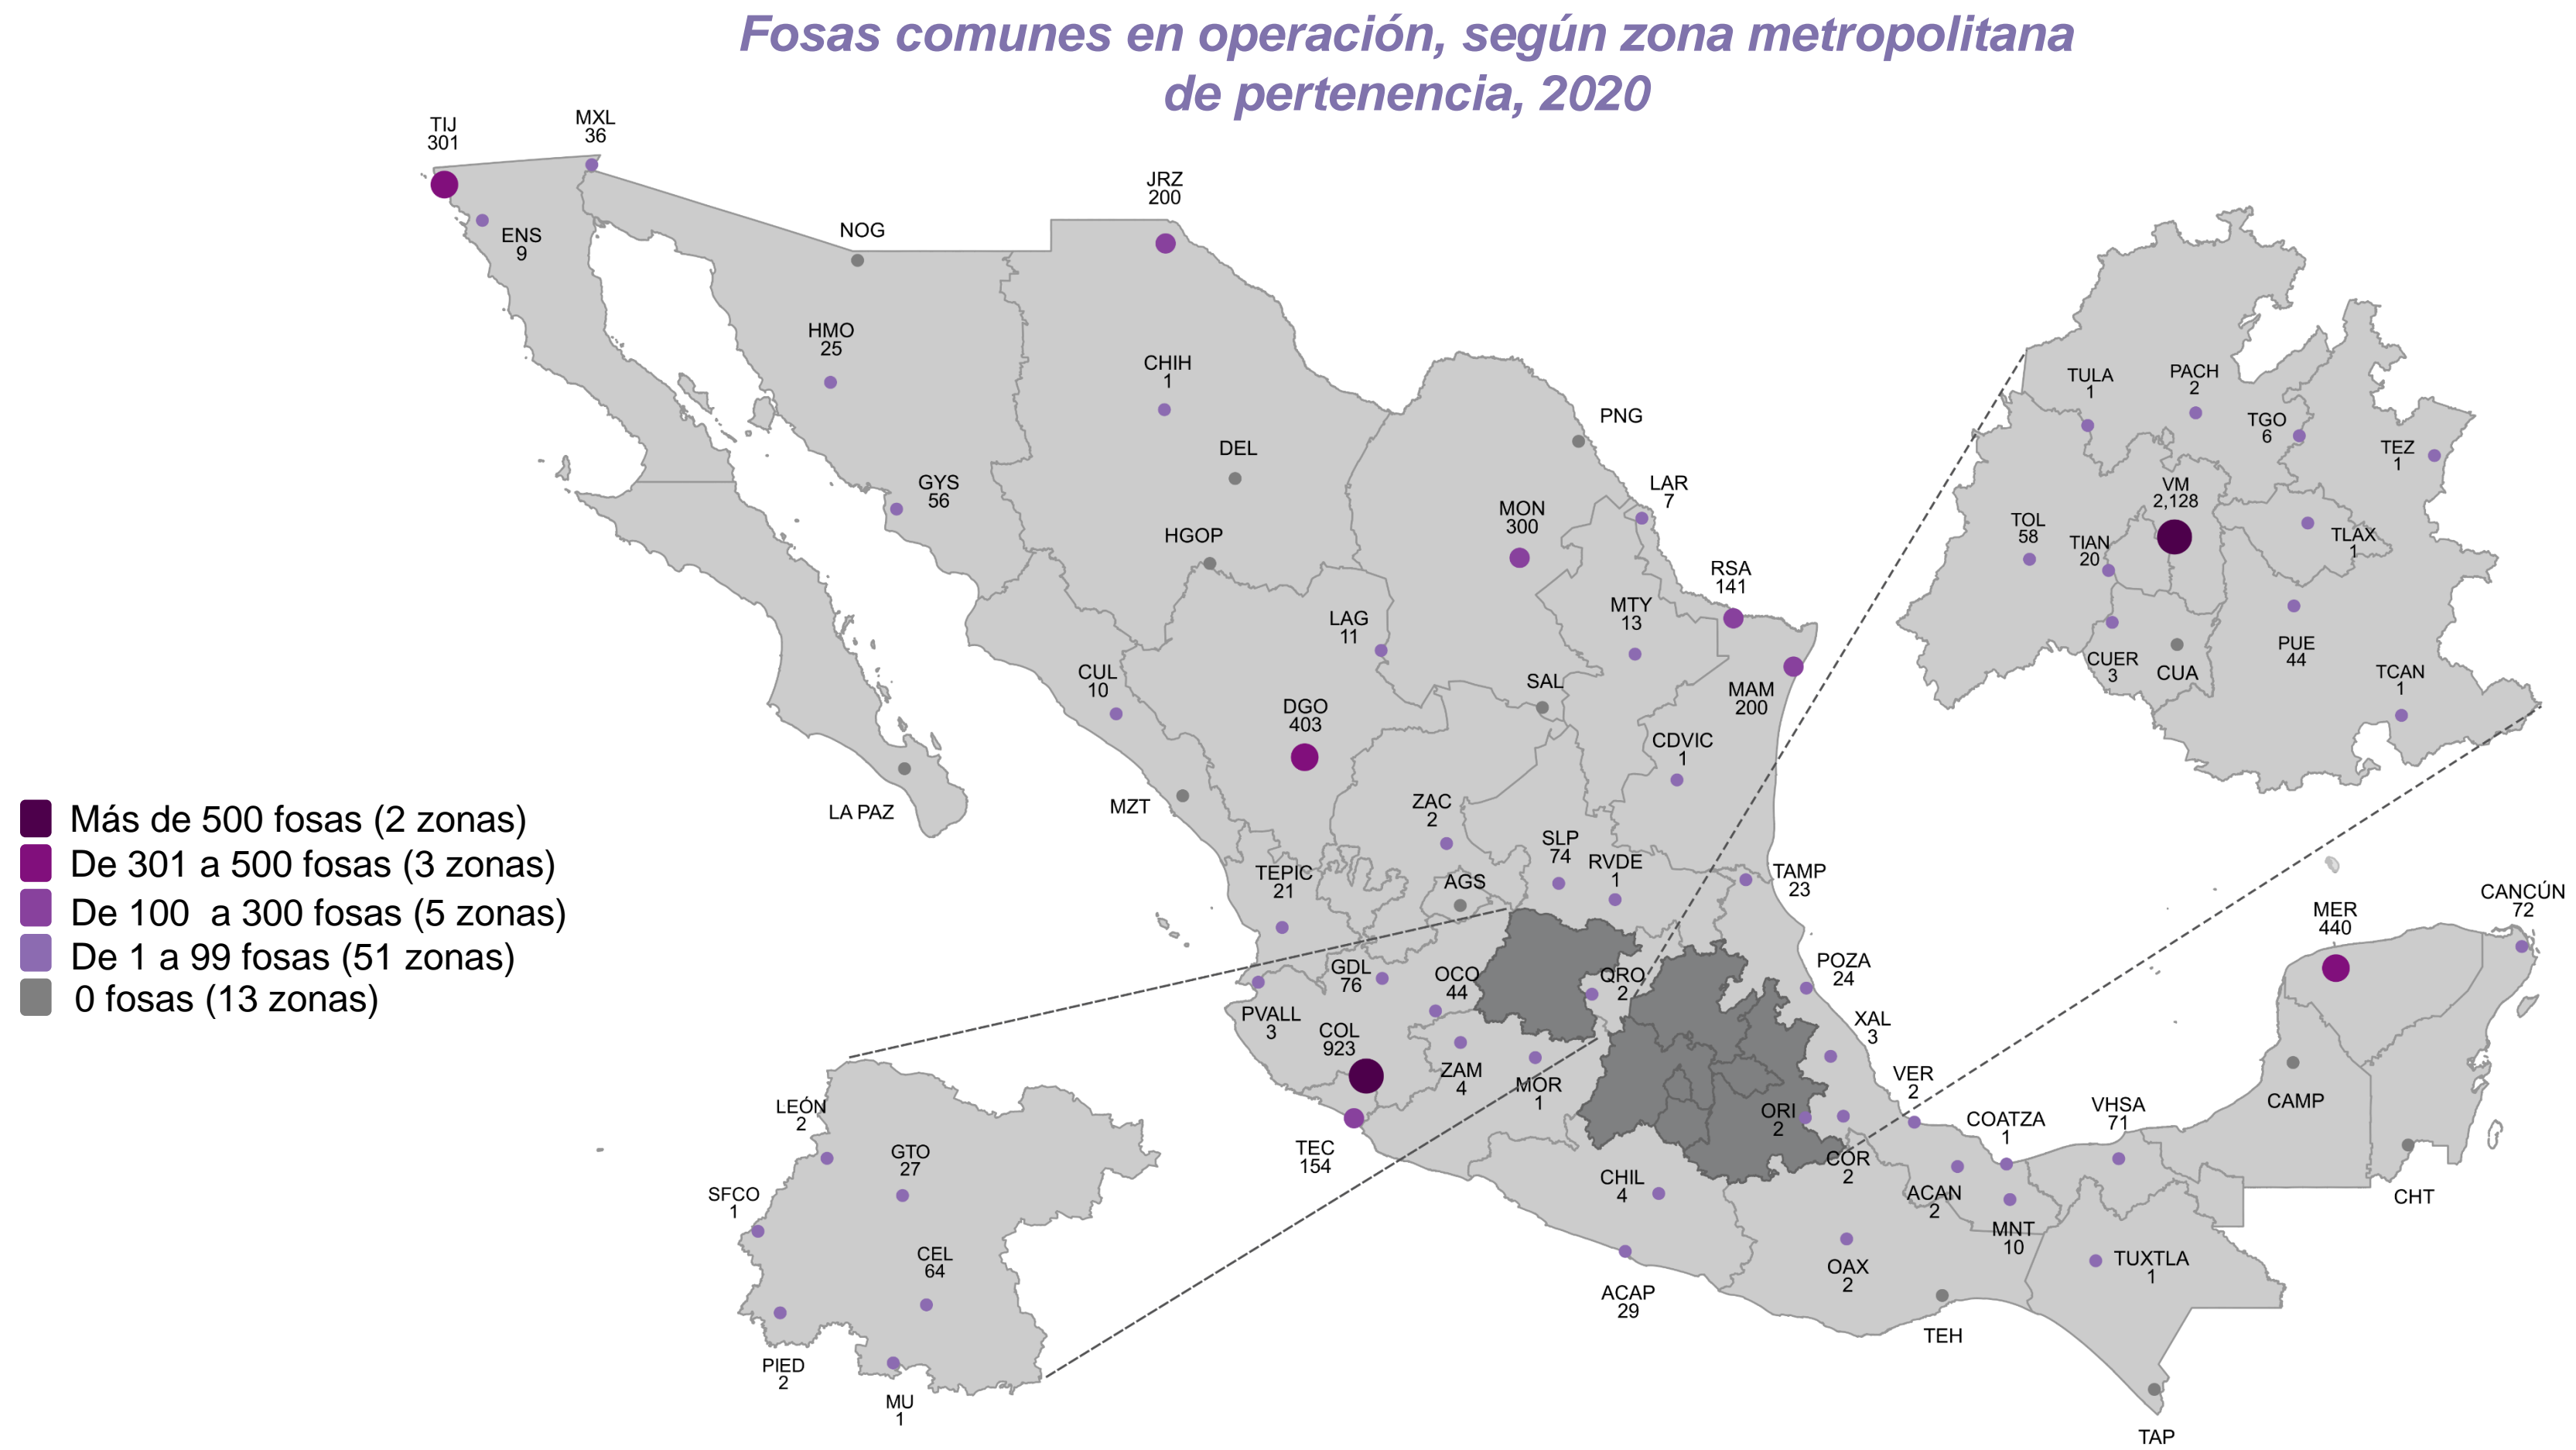 Fosas comunes en operación, según zona metropolitana
de pertenencia, 2020
TIJ
301
MXL
36
ENS
9
NOG
JRZ
200
HMO
25
CHIH
1
DEL
GYS
56
HGOP
PNG
LAR
7
MON
300
RSA
141
LAG
11
MTY
13
CUL
10
SAL
MAM
200
DGO
403
CDVIC
1
LA PAZ
MZT
ZAC
2
SLP
74
RVDE
1
TEPIC
21
AGS
TAMP
23
GDL
76
OCO
44
QRO
2
POZA
24
PVALL
3
COL
923
XAL
3
ZAM
4
MOR
1
VER
2
TEC
154
ORI
2
COATZA
1
VHSA
71
CHIL
4
COR
2
ACAN
2
MNT
10
ACAP
29
OAX
2
TUXTLA
1
TEH
TAP
MER
440
CANCÚN
72
CAMP
CHT
TULA
1
PACH
2
TGO
6
TEZ
1
VM
2,128
TOL
58
TIAN
20
TLAX
1
CUER
3
CUA
PUE
44
TCAN
1
LEÓN
2
GTO
27
SFCO
1
CEL
64
PIED
2
MU
1
Más de 500 fosas (2 zonas)
De 301 a 500 fosas (3 zonas)
De 100 a 300 fosas (5 zonas)
De 1 a 99 fosas (51 zonas)
0 fosas (13 zonas)